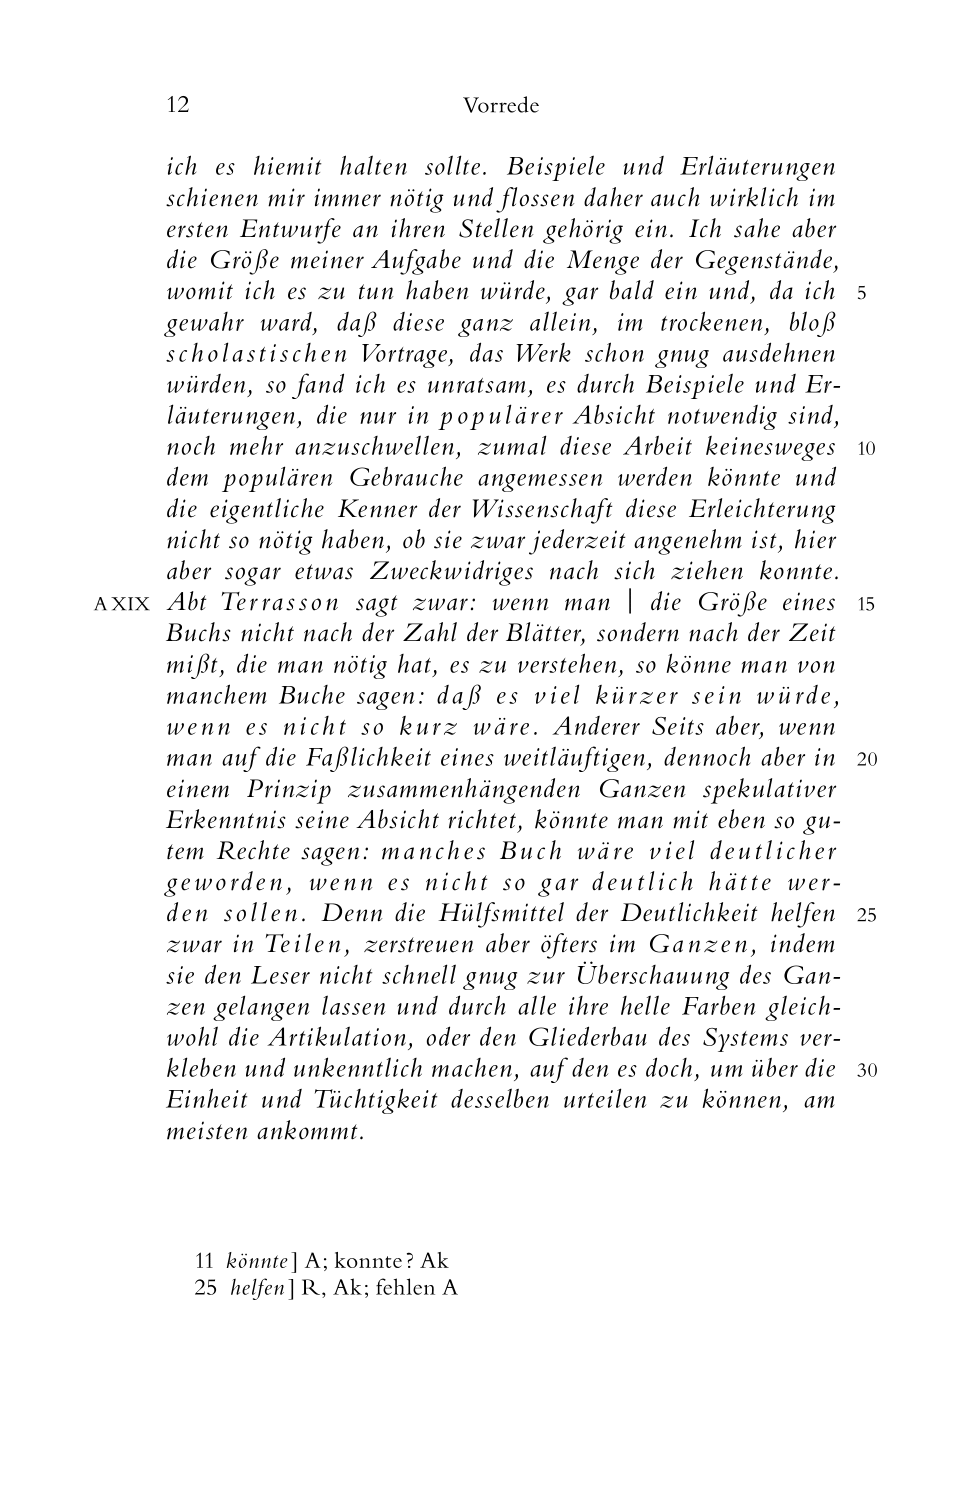 12 Vorrede
ich es hiemit halten sollte. Beispiele und Erläuterungen
schienen mir immer nötig und flossen daher auch wirklich im
ersten Entwurfe an ihren Stellen gehörig ein. Ich sahe aber
die Größe meiner Aufgabe und die Menge der Gegenstände,
womit ich es zu tun haben würde, gar bald ein und, da ich 5
gewahr ward, daß diese ganz allein, im trockenen, bloß
scholastischen Vortrage, das Werk schon gnug ausdehnen
würden, so fand ich es unratsam, es durch Beispiele und Er-
läuterungen, die nur in populärer Absicht notwendig sind,
noch mehr anzuschwellen, zumal diese Arbeit keinesweges 10
dem populären Gebrauche angemessen werden könnte und
die eigentliche Kenner der Wissenschaft diese Erleichterung
nicht so nötig haben, ob sie zwar jederzeit angenehm ist, hier
aber sogar etwas Zweckwidriges nach sich ziehen konnte.
A XIX Abt Terrasson sagt zwar: wenn man | die Größe eines 15
Buchs nicht nach der Zahl der Blätter, sondern nach der Zeit
mißt, die man nötig hat, es zu verstehen, so könne man von
manchem Buche sagen: daß es viel kürzer sein würde,
wenn es nicht so kurz wäre. Anderer Seits aber, wenn
man auf die Faßlichkeit eines weitläuftigen, dennoch aber in 20
einem Prinzip zusammenhängenden Ganzen spekulativer
Erkenntnis seine Absicht richtet, könnte man mit eben so gu-
tem Rechte sagen: manches Buch wäre viel deutlicher
geworden, wenn es nicht so gar deutlich hätte wer-
den sollen. Denn die Hülfsmittel der Deutlichkeit helfen 25
zwar in Teilen, zerstreuen aber öfters im Ganzen, indem
sie den Leser nicht schnell gnug zur Überschauung des Gan-
zen gelangen lassen und durch alle ihre helle Farben gleich-
wohl die Artikulation, oder den Gliederbau des Systems ver-
kleben und unkenntlich machen, auf den es doch, um über die 30
Einheit und Tüchtigkeit desselben urteilen zu können, am
meisten ankommt.
11 könnte] A; konnte? Ak
25 helfen] R, Ak; fehlen A